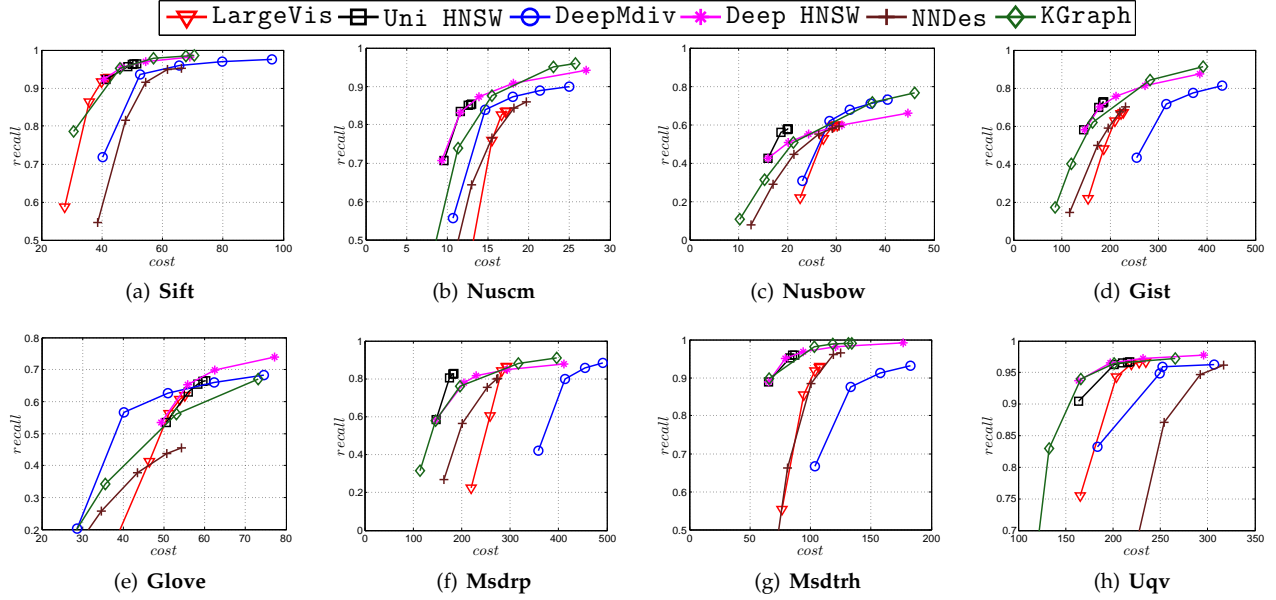 LargeVis Uni HNSW DeepMdiv Deep HNSW NNDes KGraph
1
0.9
0.8
0.7
0.6
0.5
recall
20 40 60 80 100
cost
(a) Sift
1
0.9
0.8
0.7
0.6
0.5
recall
0 5 10 15 20 25 30
cost
(b) Nuscm
1
0.8
0.6
0.4
0.2
0
recall
0 10 20 30 40 50
cost
(c) Nusbow
1
0.8
0.6
0.4
0.2
0
recall
0 100 200 300 400 500
cost
(d) Gist
0.8
0.7
0.6
0.5
0.4
0.3
0.2
recall
20 30 40 50 60 70 80
cost
(e) Glove
1
0.8
0.6
0.4
0.2
0
recall
0 100 200 300 400 500
cost
(f) Msdrp
1
0.9
0.8
0.7
0.6
0.5
recall
0 50 100 150 200
cost
(g) Msdtrh
1
0.95
0.9
0.85
0.8
0.75
0.7
recall
100 150 200 250 300 350
cost
(h) Uqv